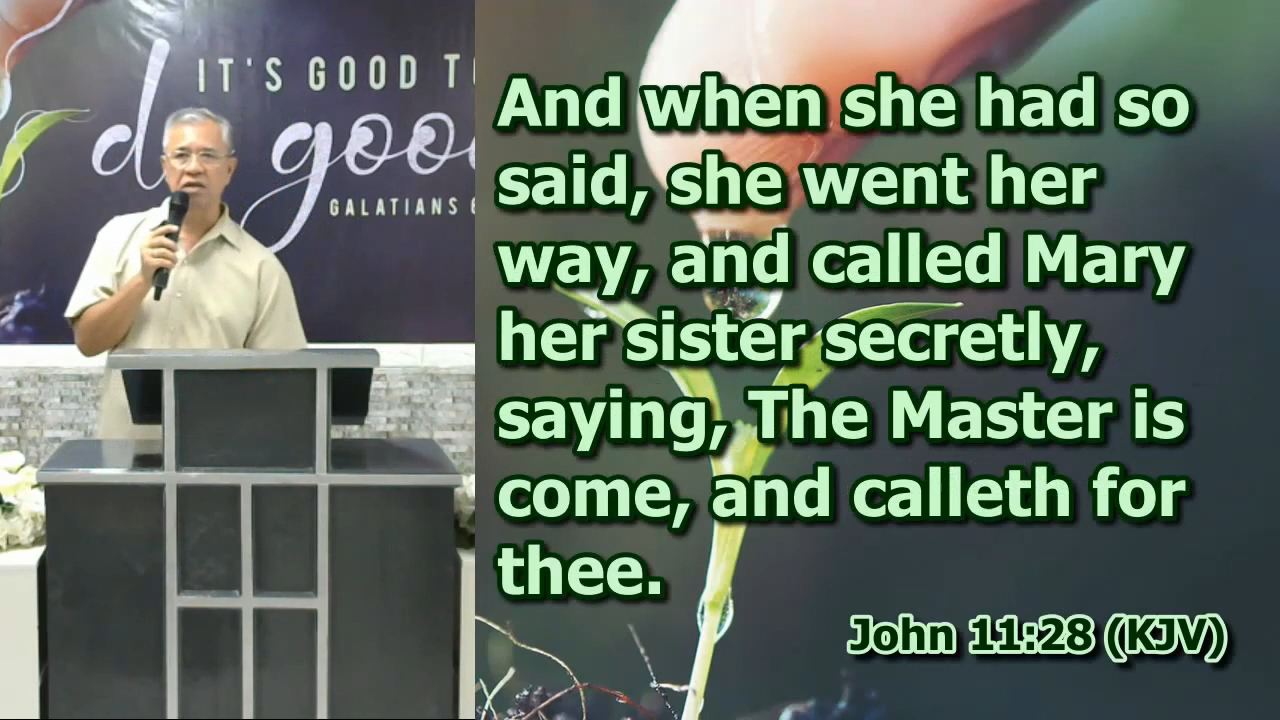 IT'S GOOD T
do good
GALATIANS 6
And when she had so
said, she went her
way, and called Mary
her sister secretly,
saying, The Master is
come, and calleth for
thee.
John 11:28 (KJV)